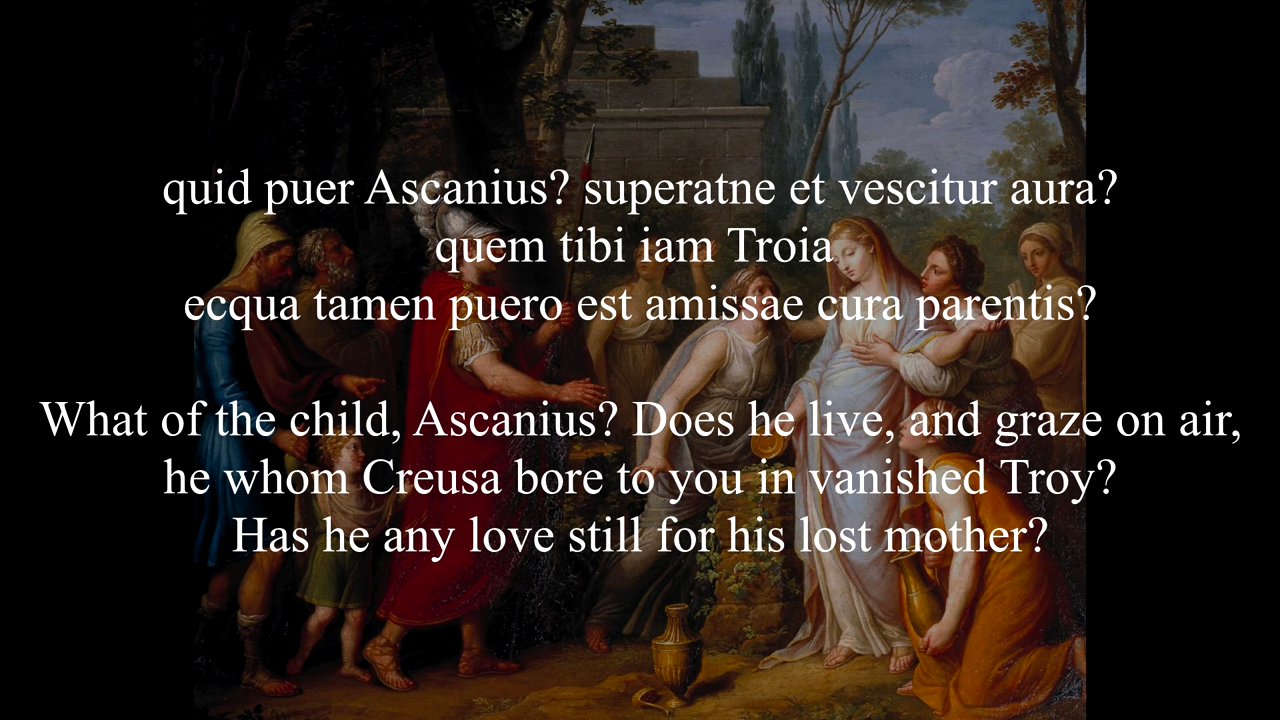 quid puer Ascanius? superatne et vescitur aura?
quem tibi iam Troia
ecqua tamen puero est amissae cura parentis?
What of the child, Ascanius? Does he live, and graze on air,
he whom Creusa bore to you in vanished Troy?
Has he any love still for his lost mother?